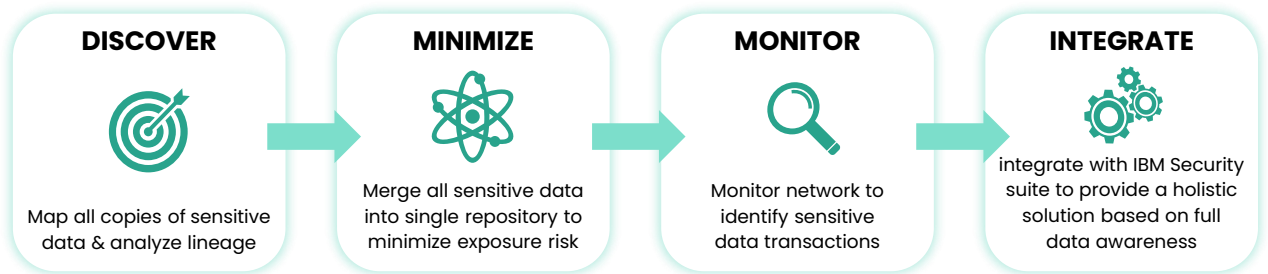 DISCOVER
Map all copies of sensitive
data & analyze lineage
MINIMIZE
Merge all sensitive data
into single repository to
minimize exposure risk
MONITOR
Monitor network to
identify sensitive
data transactions
INTEGRATE
integrate with IBM Security
suite to provide a holistic
solution based on full
data awareness